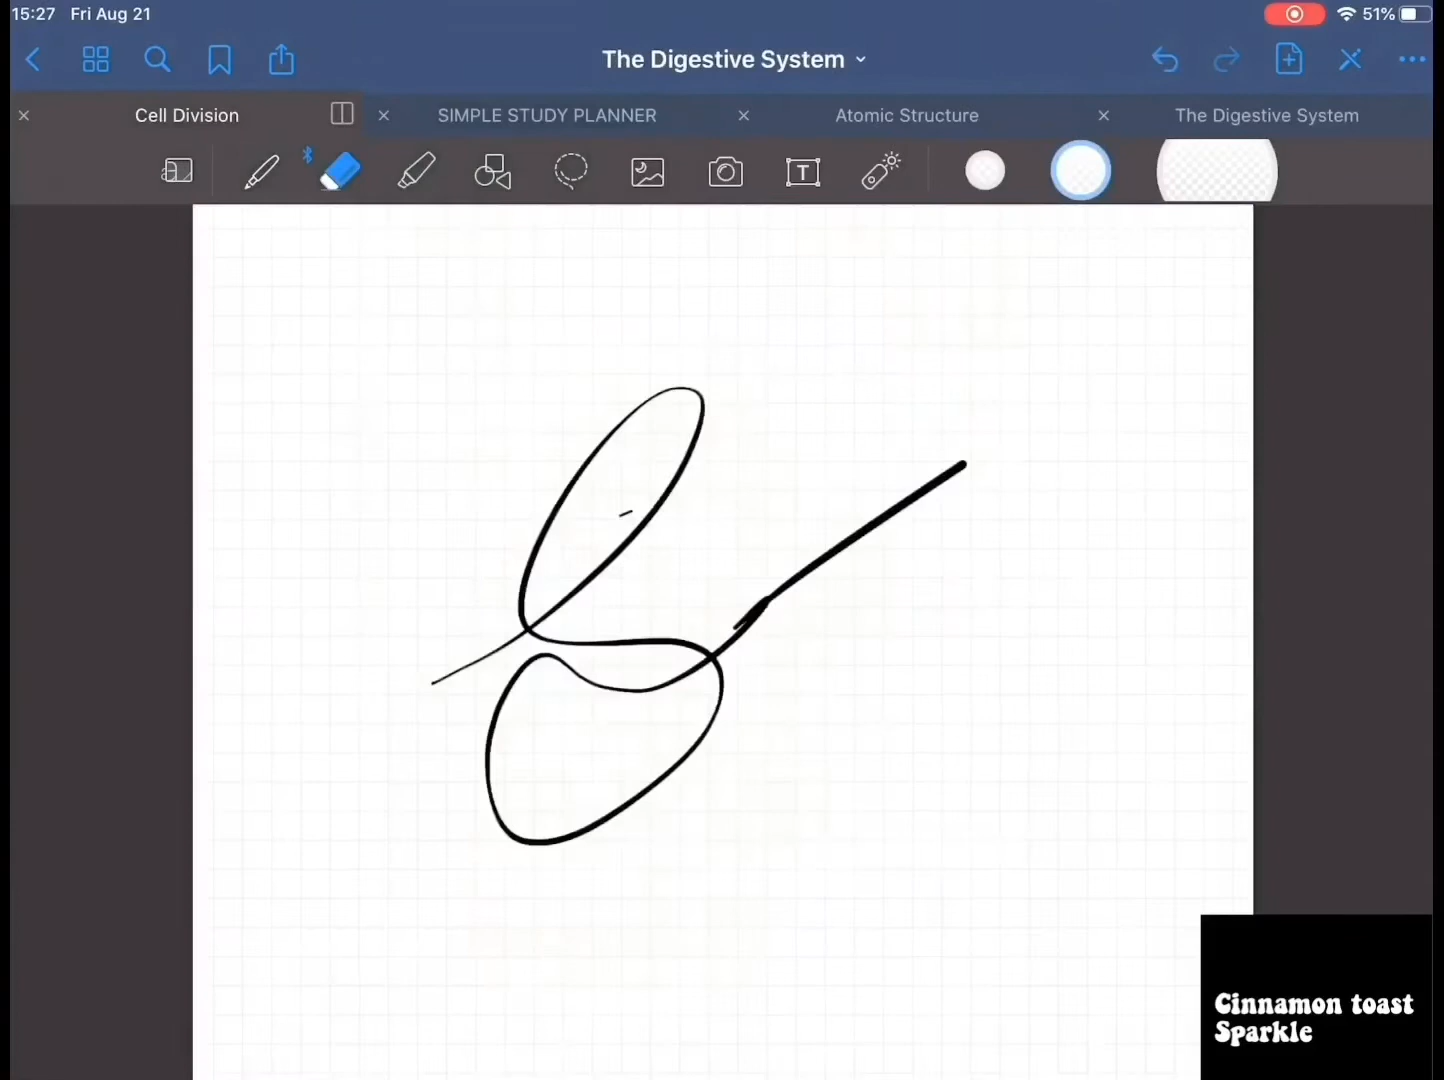 15:27 Fri Aug 21 51%
The Digestive System
Cell Division SIMPLE STUDY PLANNER Atomic Structure The Digestive System
T
Cinnamon toast
Sparkle